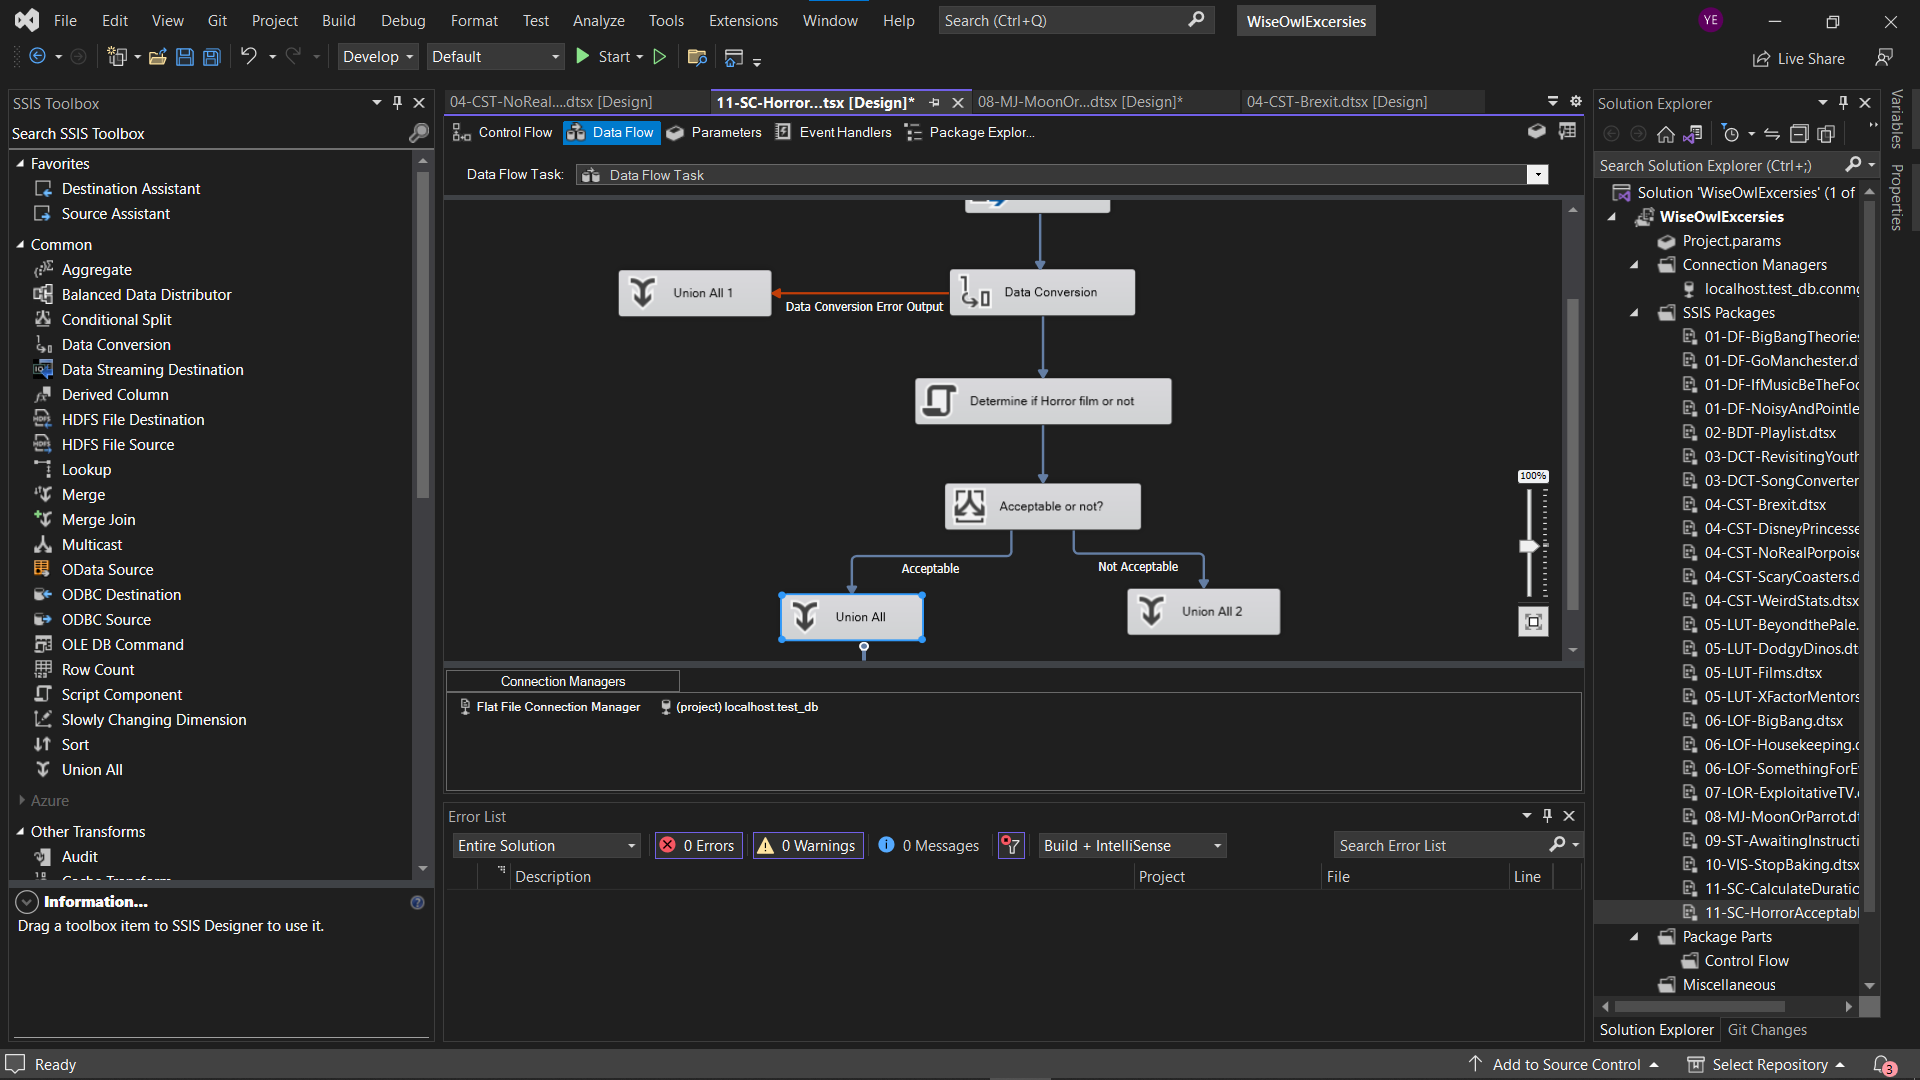 File Edit View Git Project Build Debug Format Test Analyze Tools Extensions Window Help Search (Ctrl+Q) WiseOwlExcersies YE
Develop Default Start Live Share
SSIS Toolbox
Search SSIS Toolbox
Favorites
Destination Assistant
Source Assistant
Common
Aggregate
Balanced Data Distributor
Conditional Split
Data Conversion
Data Streaming Destination
Derived Column
HDFS File Destination
HDFS File Source
Lookup
Merge
Merge Join
Multicast
OData Source
ODBC Destination
ODBC Source
OLE DB Command
Row Count
Script Component
Slowly Changing Dimension
Sort
Union All
Azure
Other Transforms
Audit
Information...
Drag a toolbox item to SSIS Designer to use it.
04-CST-NoReal....dtsx [Design] 11-SC-Horror...tsx [Design]* 08-MJ-MoonOr...dtsx [Design]* 04-CST-Brexit.dtsx [Design]
Control Flow Data Flow Parameters Event Handlers Package Explor...
Data Flow Task: Data Flow Task
Union All 1
Data Conversion Error Output
Data Conversion
Determine if Horror film or not
Acceptable or not?
Acceptable
Not Acceptable
Union All
Union All 2
100%
Connection Managers
Flat File Connection Manager (project) localhost.test_db
Error List
Entire Solution 0 Errors 0 Warnings 0 Messages Build + IntelliSense Search Error List
Description Project File Line
Solution Explorer
Search Solution Explorer (Ctrl+;)
Solution 'WiseOwlExcersies' (1 of
WiseOwlExcersies
Project.params
Connection Managers
localhost.test_db.conmg
SSIS Packages
01-DF-BigBangTheories
01-DF-GoManchester.dt
01-DF-IfMusicBeTheFoo
01-DF-NoisyAndPointle
02-BDT-Playlist.dtsx
03-DCT-RevisitingYouth
03-DCT-SongConverter
04-CST-Brexit.dtsx
04-CST-DisneyPrincesse
04-CST-NoRealPorpoise
04-CST-ScaryCoasters.d
04-CST-WeirdStats.dtsx
05-LUT-BeyondthePale.
05-LUT-DodgyDinos.dt
05-LUT-Films.dtsx
05-LUT-XFactorMentors
06-LOF-BigBang.dtsx
06-LOF-Housekeeping.d
06-LOF-SomethingForE
07-LOR-ExploitativeTV.d
08-MJ-MoonOrParrot.dt
09-ST-AwaitingInstructi
10-VIS-StopBaking.dtsx
11-SC-CalculateDuratio
11-SC-HorrorAcceptabl
Package Parts
Control Flow
Miscellaneous
Solution Explorer Git Changes
Variables
Properties
Ready Add to Source Control Select Repository 3